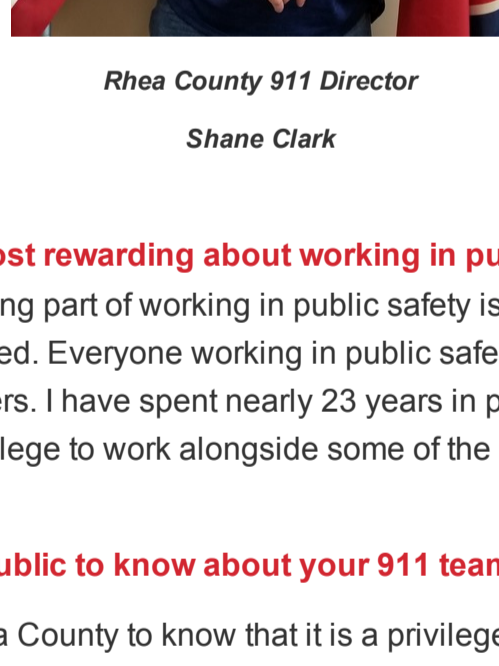 Rhea County 911 Director
Shane Clark
ost rewarding about working in pu
ng part of working in public safety is
ed. Everyone working in public safe
ers. I have spent nearly 23 years in p
lege to work alongside some of the
ublic to know about your 911 tean
a County to know that it is a privilege